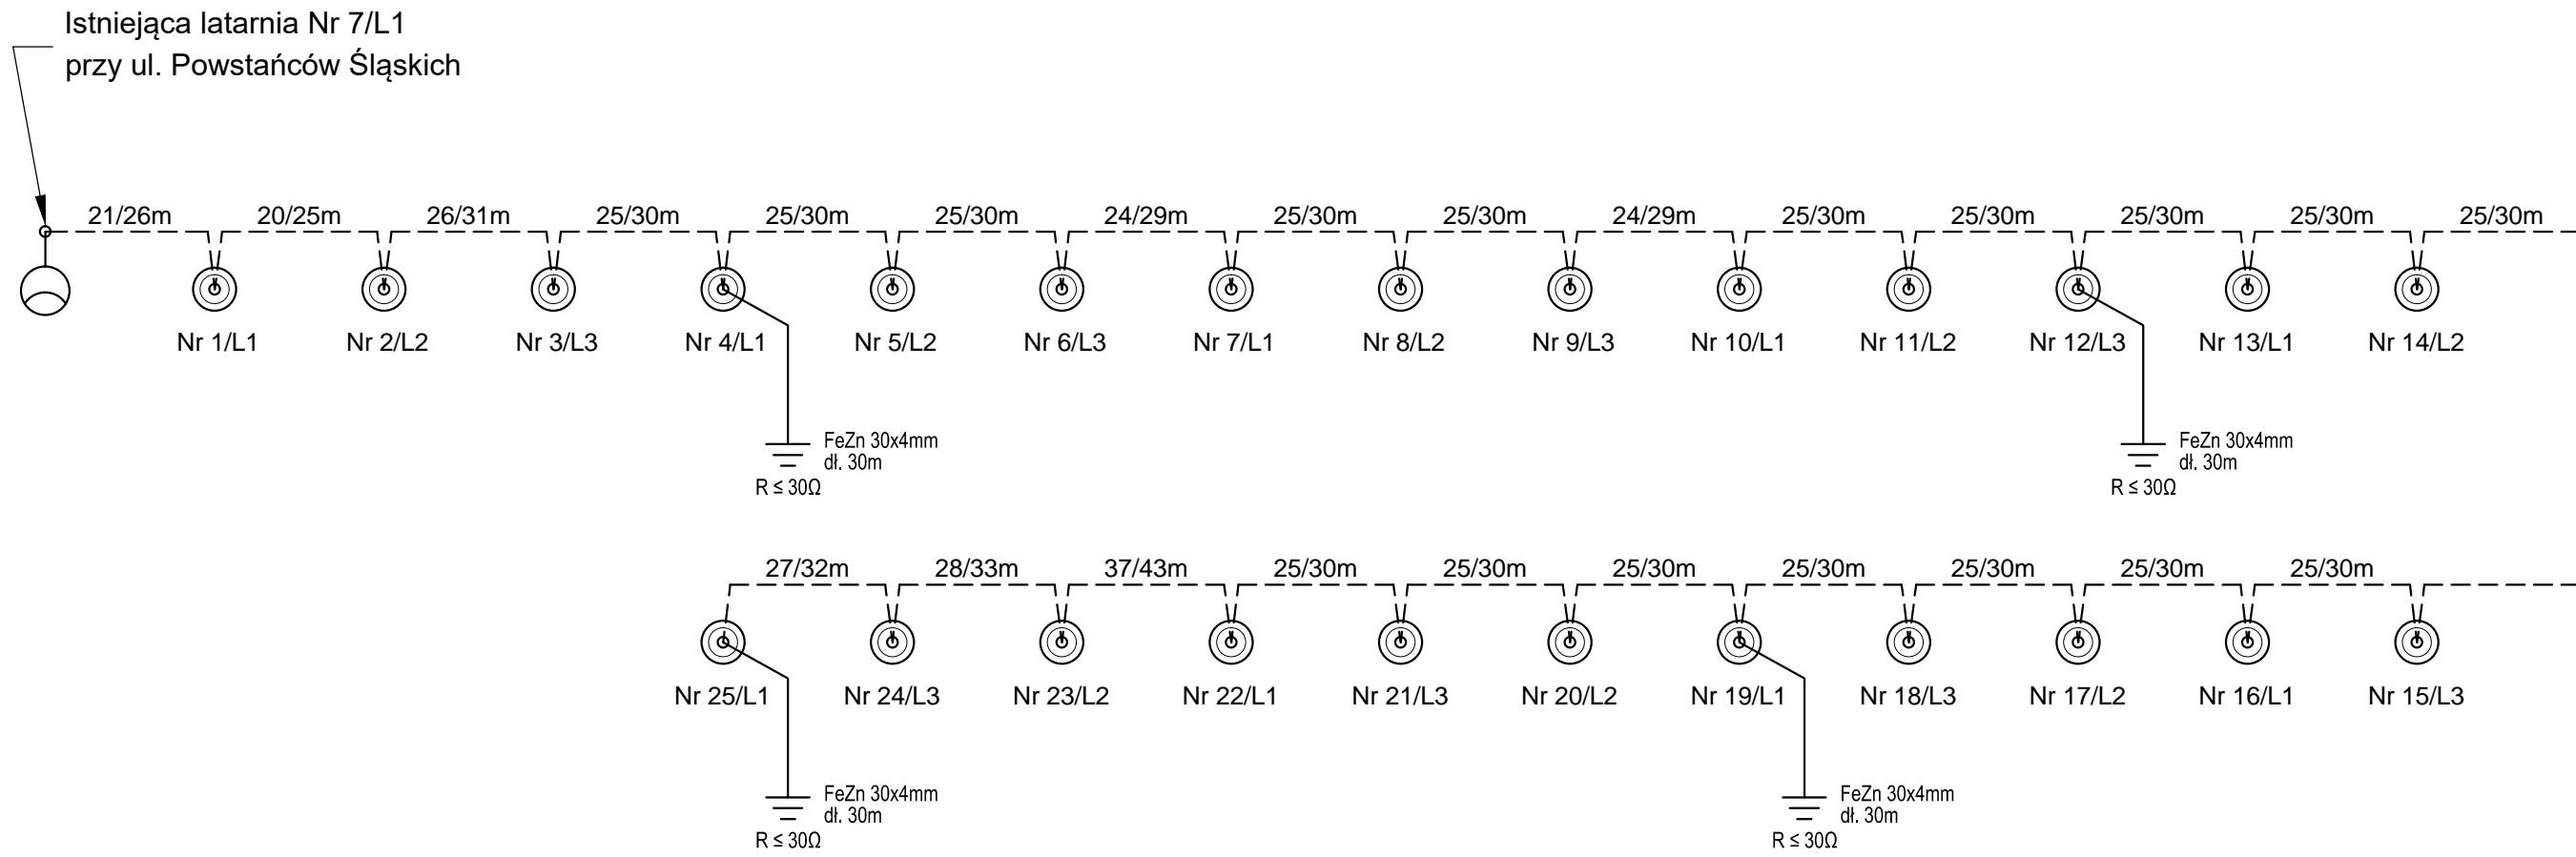 Istniejąca latarnia Nr 7/L1
przy ul. Powstańców Śląskich
21/26m 20/25m 26/31m 25/30m 25/30m 25/30m 24/29m 25/30m 25/30m 24/29m 25/30m 25/30m 25/30m 25/30m 25/30m
Nr 1/L1 Nr 2/L2 Nr 3/L3 Nr 4/L1 Nr 5/L2 Nr 6/L3 Nr 7/L1 Nr 8/L2 Nr 9/L3 Nr 10/L1 Nr 11/L2 Nr 12/L3 Nr 13/L1 Nr 14/L2
FeZn 30x4mm
dł. 30m
R ≤ 30Ω
FeZn 30x4mm
dł. 30m
R ≤ 30Ω
27/32m 28/33m 37/43m 25/30m 25/30m 25/30m 25/30m 25/30m 25/30m 25/30m
Nr 25/L1 Nr 24/L3 Nr 23/L2 Nr 22/L1 Nr 21/L3 Nr 20/L2 Nr 19/L1 Nr 18/L3 Nr 17/L2 Nr 16/L1 Nr 15/L3
FeZn 30x4mm
dł. 30m
R ≤ 30Ω
FeZn 30x4mm
dł. 30m
R ≤ 30Ω